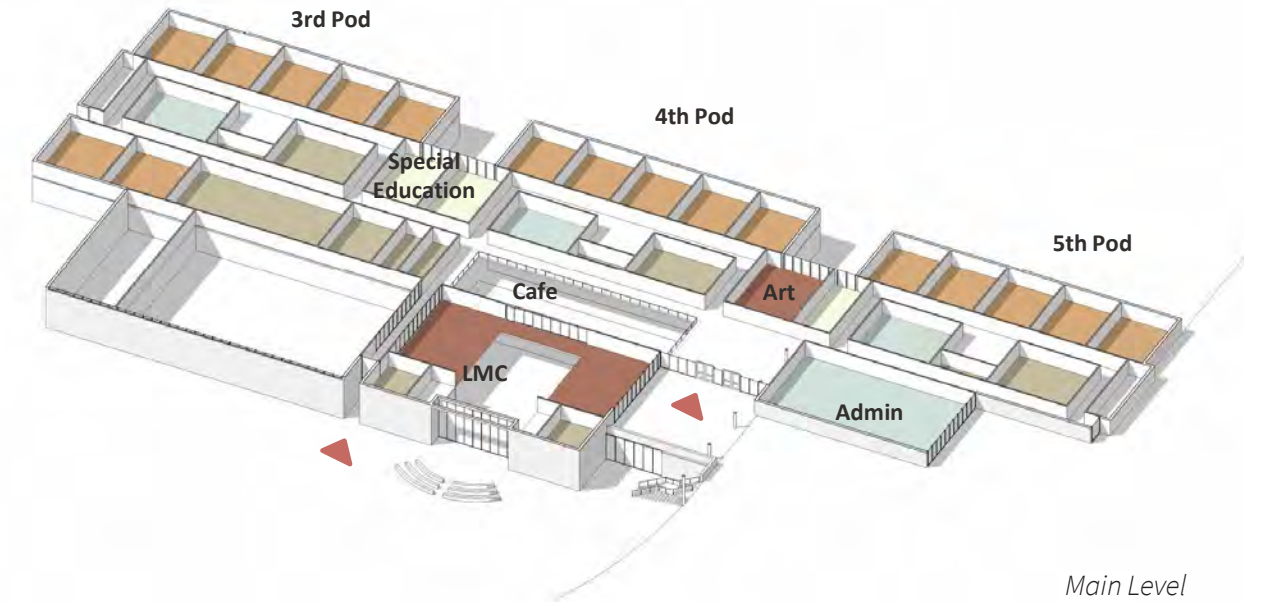 3rd Pod
4th Pod
Special
Education
5th Pod
Cafe
Art
LMC
Admin
Main Level